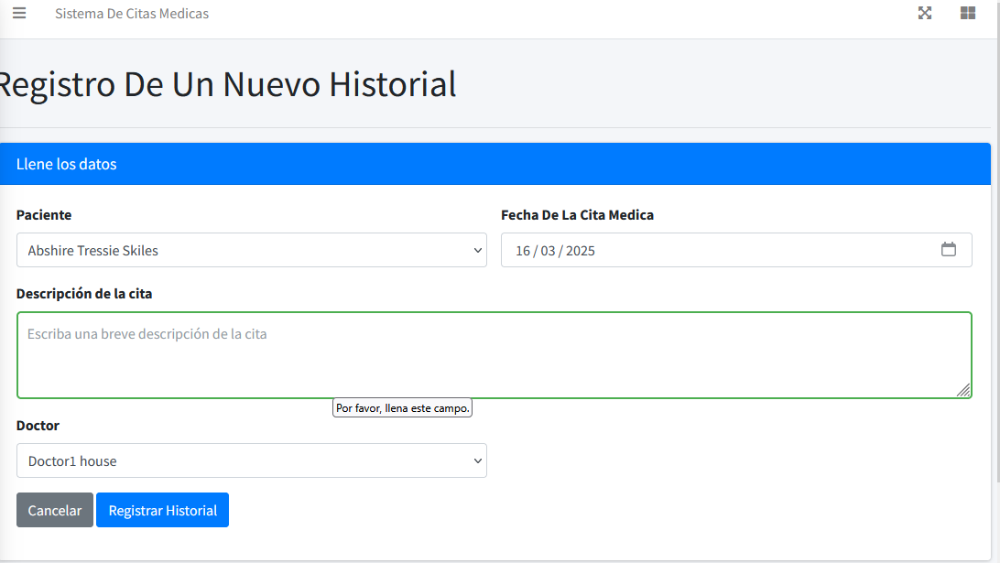 Sistema De Citas Medicas
Registro De Un Nuevo Historial
Llene los datos
Paciente
Fecha De La Cita Medica
Abshire Tressie Skiles
16 / 03 / 2025
Descripción de la cita
Escriba una breve descripción de la cita
Por favor, llena este campo.
Doctor
Doctor1 house
Cancelar
Registrar Historial